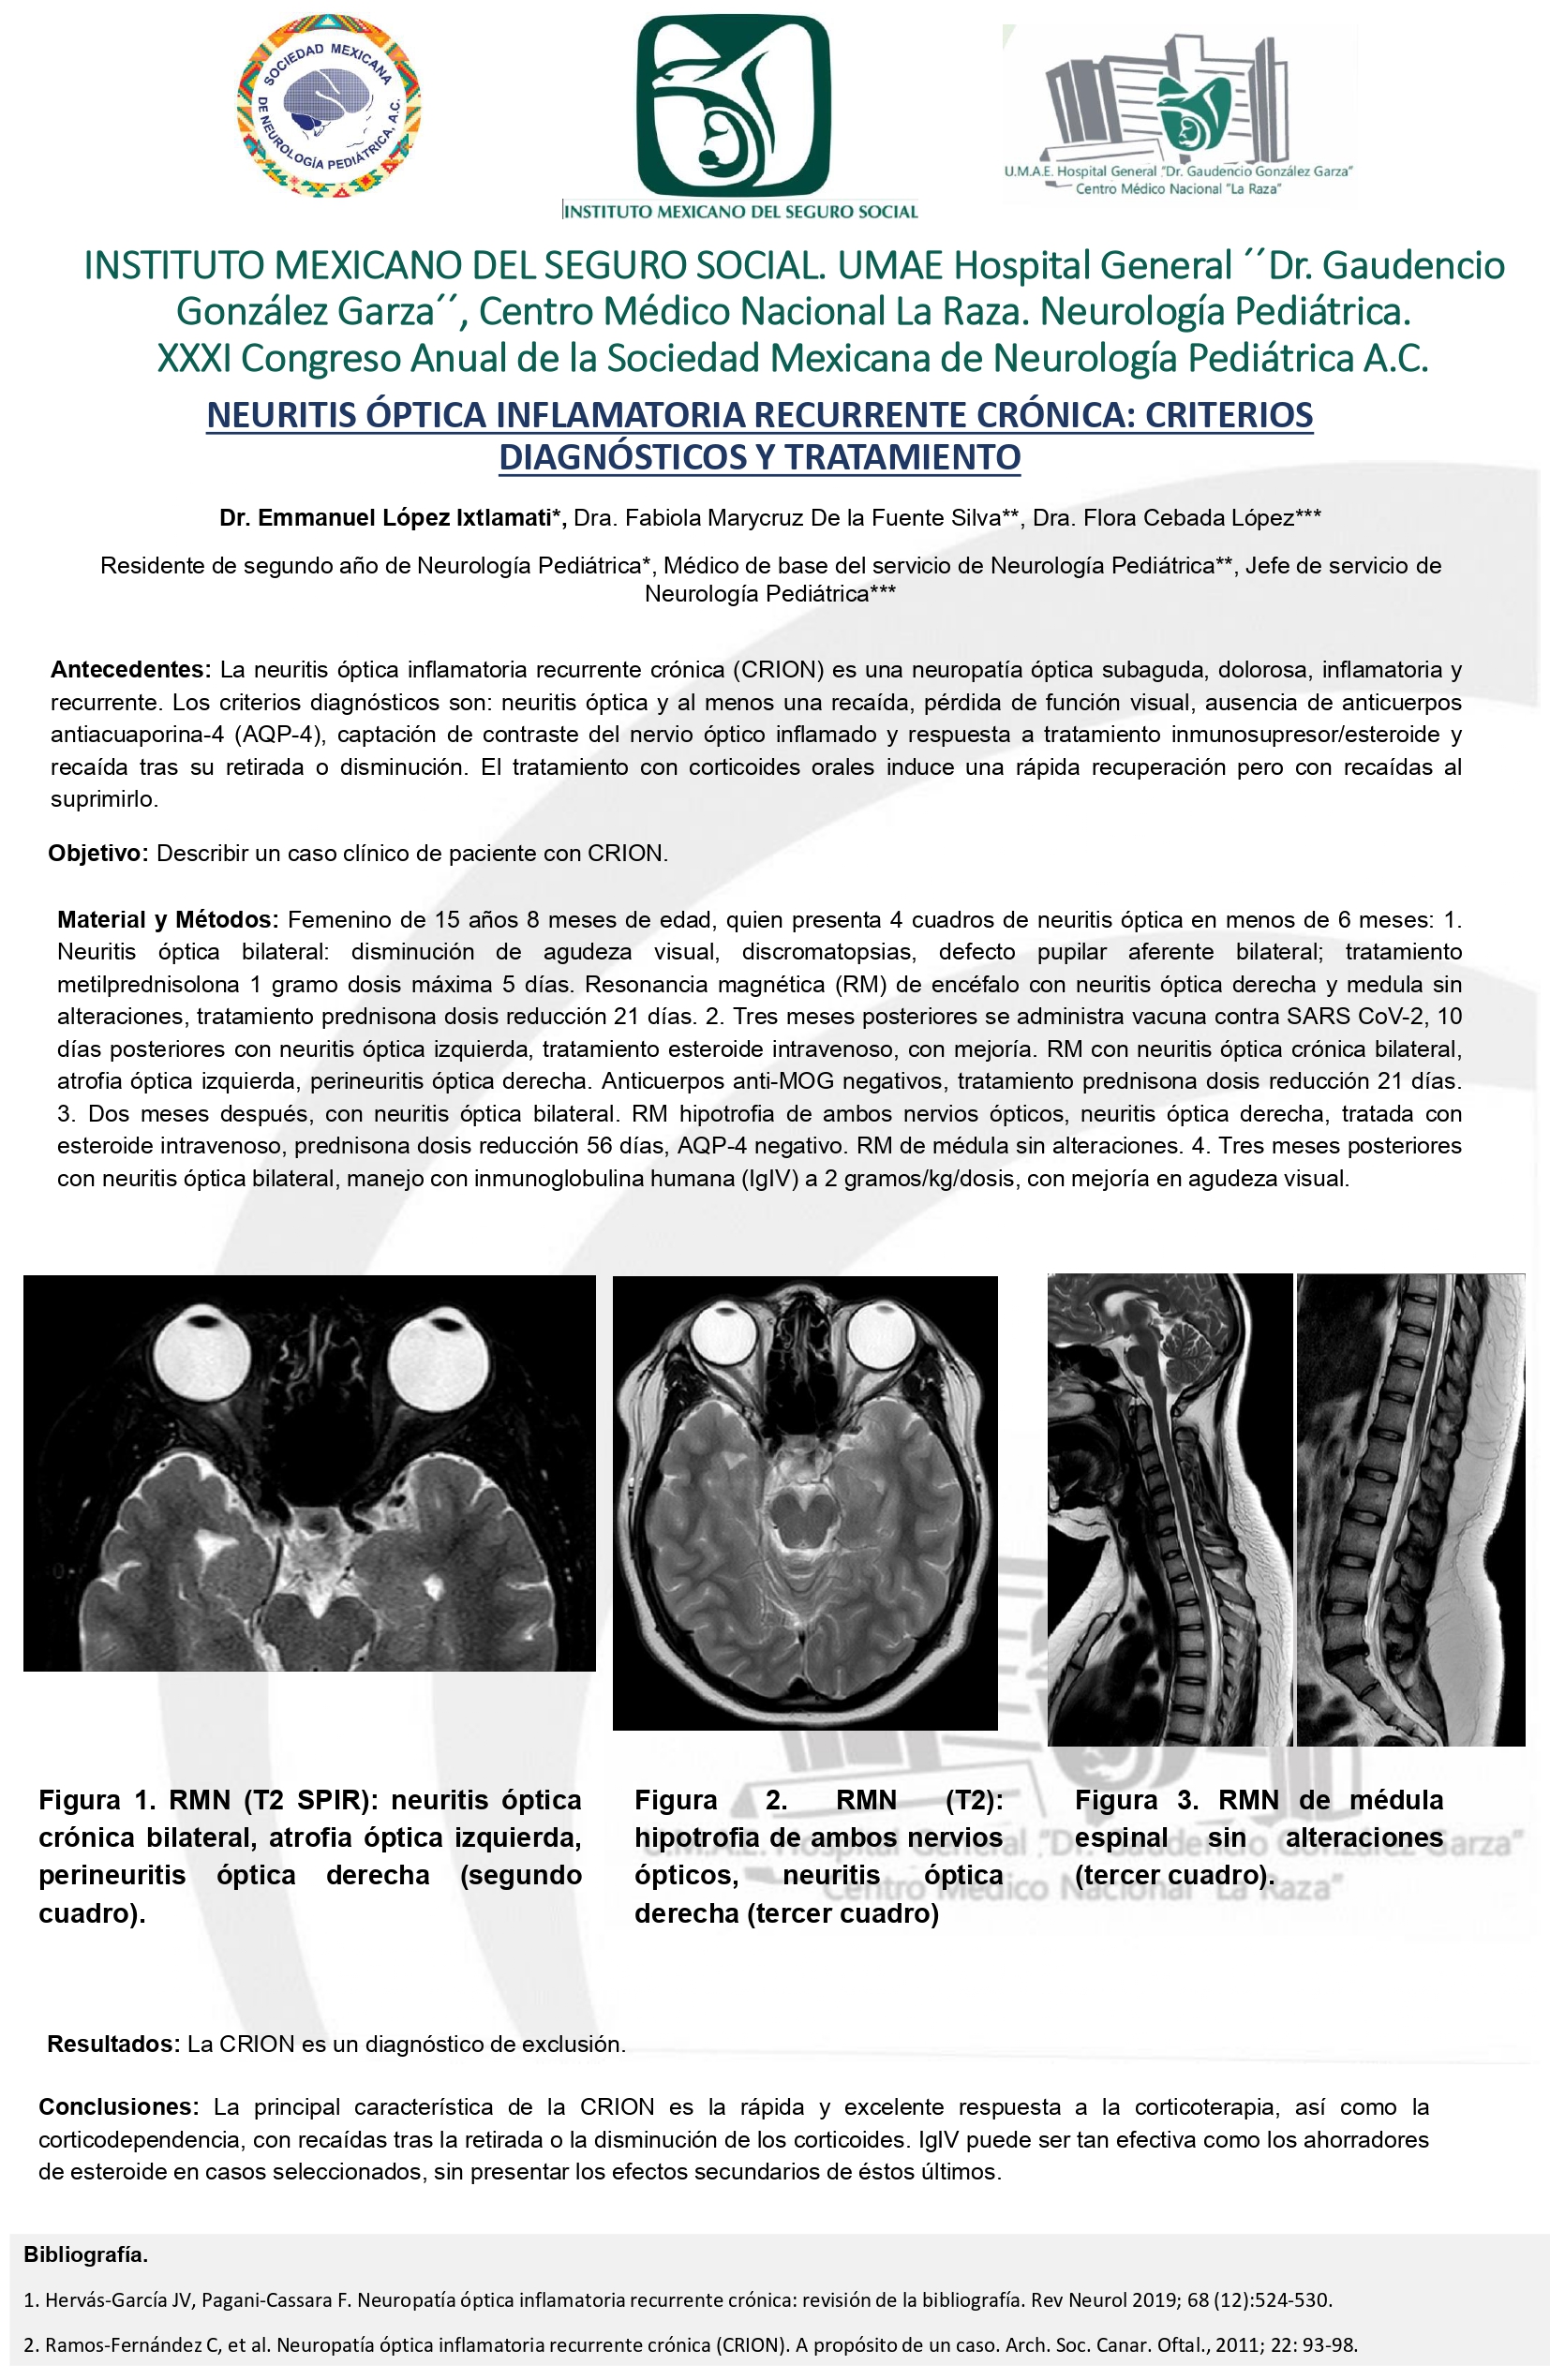 SOCIEDAD MEXICANA
DE NEUROLOGÍA PEDIÁTRICA, A.C.
INSTITUTO MEXICANO DEL SEGURO SOCIAL
U.M.A.E. Hospital General "Dr. Gaudencio González Garza"
Centro Médico Nacional "La Raza"
INSTITUTO MEXICANO DEL SEGURO SOCIAL. UMAE Hospital General ´´Dr. Gaudencio
González Garza´´, Centro Médico Nacional La Raza. Neurología Pediátrica.
XXXI Congreso Anual de la Sociedad Mexicana de Neurología Pediátrica A.C.
NEURITIS ÓPTICA INFLAMATORIA RECURRENTE CRÓNICA: CRITERIOS
DIAGNÓSTICOS Y TRATAMIENTO
Dr. Emmanuel López Ixtlamati*, Dra. Fabiola Marycruz De la Fuente Silva**, Dra. Flora Cebada López***
Residente de segundo año de Neurología Pediátrica*, Médico de base del servicio de Neurología Pediátrica**, Jefe de servicio de
Neurología Pediátrica***
Antecedentes: La neuritis óptica inflamatoria recurrente crónica (CRION) es una neuropatía óptica subaguda, dolorosa, inflamatoria y
recurrente. Los criterios diagnósticos son: neuritis óptica y al menos una recaída, pérdida de función visual, ausencia de anticuerpos
antiacuaporina-4 (AQP-4), captación de contraste del nervio óptico inflamado y respuesta a tratamiento inmunosupresor/esteroide y
recaída tras su retirada o disminución. El tratamiento con corticoides orales induce una rápida recuperación pero con recaídas al
suprimirlo.
Objetivo: Describir un caso clínico de paciente con CRION.
Material y Métodos: Femenino de 15 años 8 meses de edad, quien presenta 4 cuadros de neuritis óptica en menos de 6 meses: 1.
Neuritis óptica bilateral: disminución de agudeza visual, discromatopsias, defecto pupilar aferente bilateral; tratamiento
metilprednisolona 1 gramo dosis máxima 5 días. Resonancia magnética (RM) de encéfalo con neuritis óptica derecha y medula sin
alteraciones, tratamiento prednisona dosis reducción 21 días. 2. Tres meses posteriores se administra vacuna contra SARS CoV-2, 10
días posteriores con neuritis óptica izquierda, tratamiento esteroide intravenoso, con mejoría. RM con neuritis óptica crónica bilateral,
atrofia óptica izquierda, perineuritis óptica derecha. Anticuerpos anti-MOG negativos, tratamiento prednisona dosis reducción 21 días.
3. Dos meses después, con neuritis óptica bilateral. RM hipotrofia de ambos nervios ópticos, neuritis óptica derecha, tratada con
esteroide intravenoso, prednisona dosis reducción 56 días, AQP-4 negativo. RM de médula sin alteraciones. 4. Tres meses posteriores
con neuritis óptica bilateral, manejo con inmunoglobulina humana (IgIV) a 2 gramos/kg/dosis, con mejoría en agudeza visual.
Figura 1. RMN (T2 SPIR): neuritis óptica
crónica bilateral, atrofia óptica izquierda,
perineuritis óptica derecha (segundo
cuadro).
Figura 2. RMN (T2):
hipotrofia de ambos nervios
ópticos, neuritis óptica
derecha (tercer cuadro)
Figura 3. RMN de médula
espinal sin alteraciones
(tercer cuadro).
U.M.A.E. Hospital General "Dr. Gaudencio González Garza"
Centro Médico Nacional "La Raza"
Resultados: La CRION es un diagnóstico de exclusión.
Conclusiones: La principal característica de la CRION es la rápida y excelente respuesta a la corticoterapia, así como la
corticodependencia, con recaídas tras la retirada o la disminución de los corticoides. IgIV puede ser tan efectiva como los ahorradores
de esteroide en casos seleccionados, sin presentar los efectos secundarios de éstos últimos.
Bibliografía.
1. Hervás-García JV, Pagani-Cassara F. Neuropatía óptica inflamatoria recurrente crónica: revisión de la bibliografía. Rev Neurol 2019; 68 (12):524-530.
2. Ramos-Fernández C, et al. Neuropatía óptica inflamatoria recurrente crónica (CRION). A propósito de un caso. Arch. Soc. Canar. Oftal., 2011; 22: 93-98.